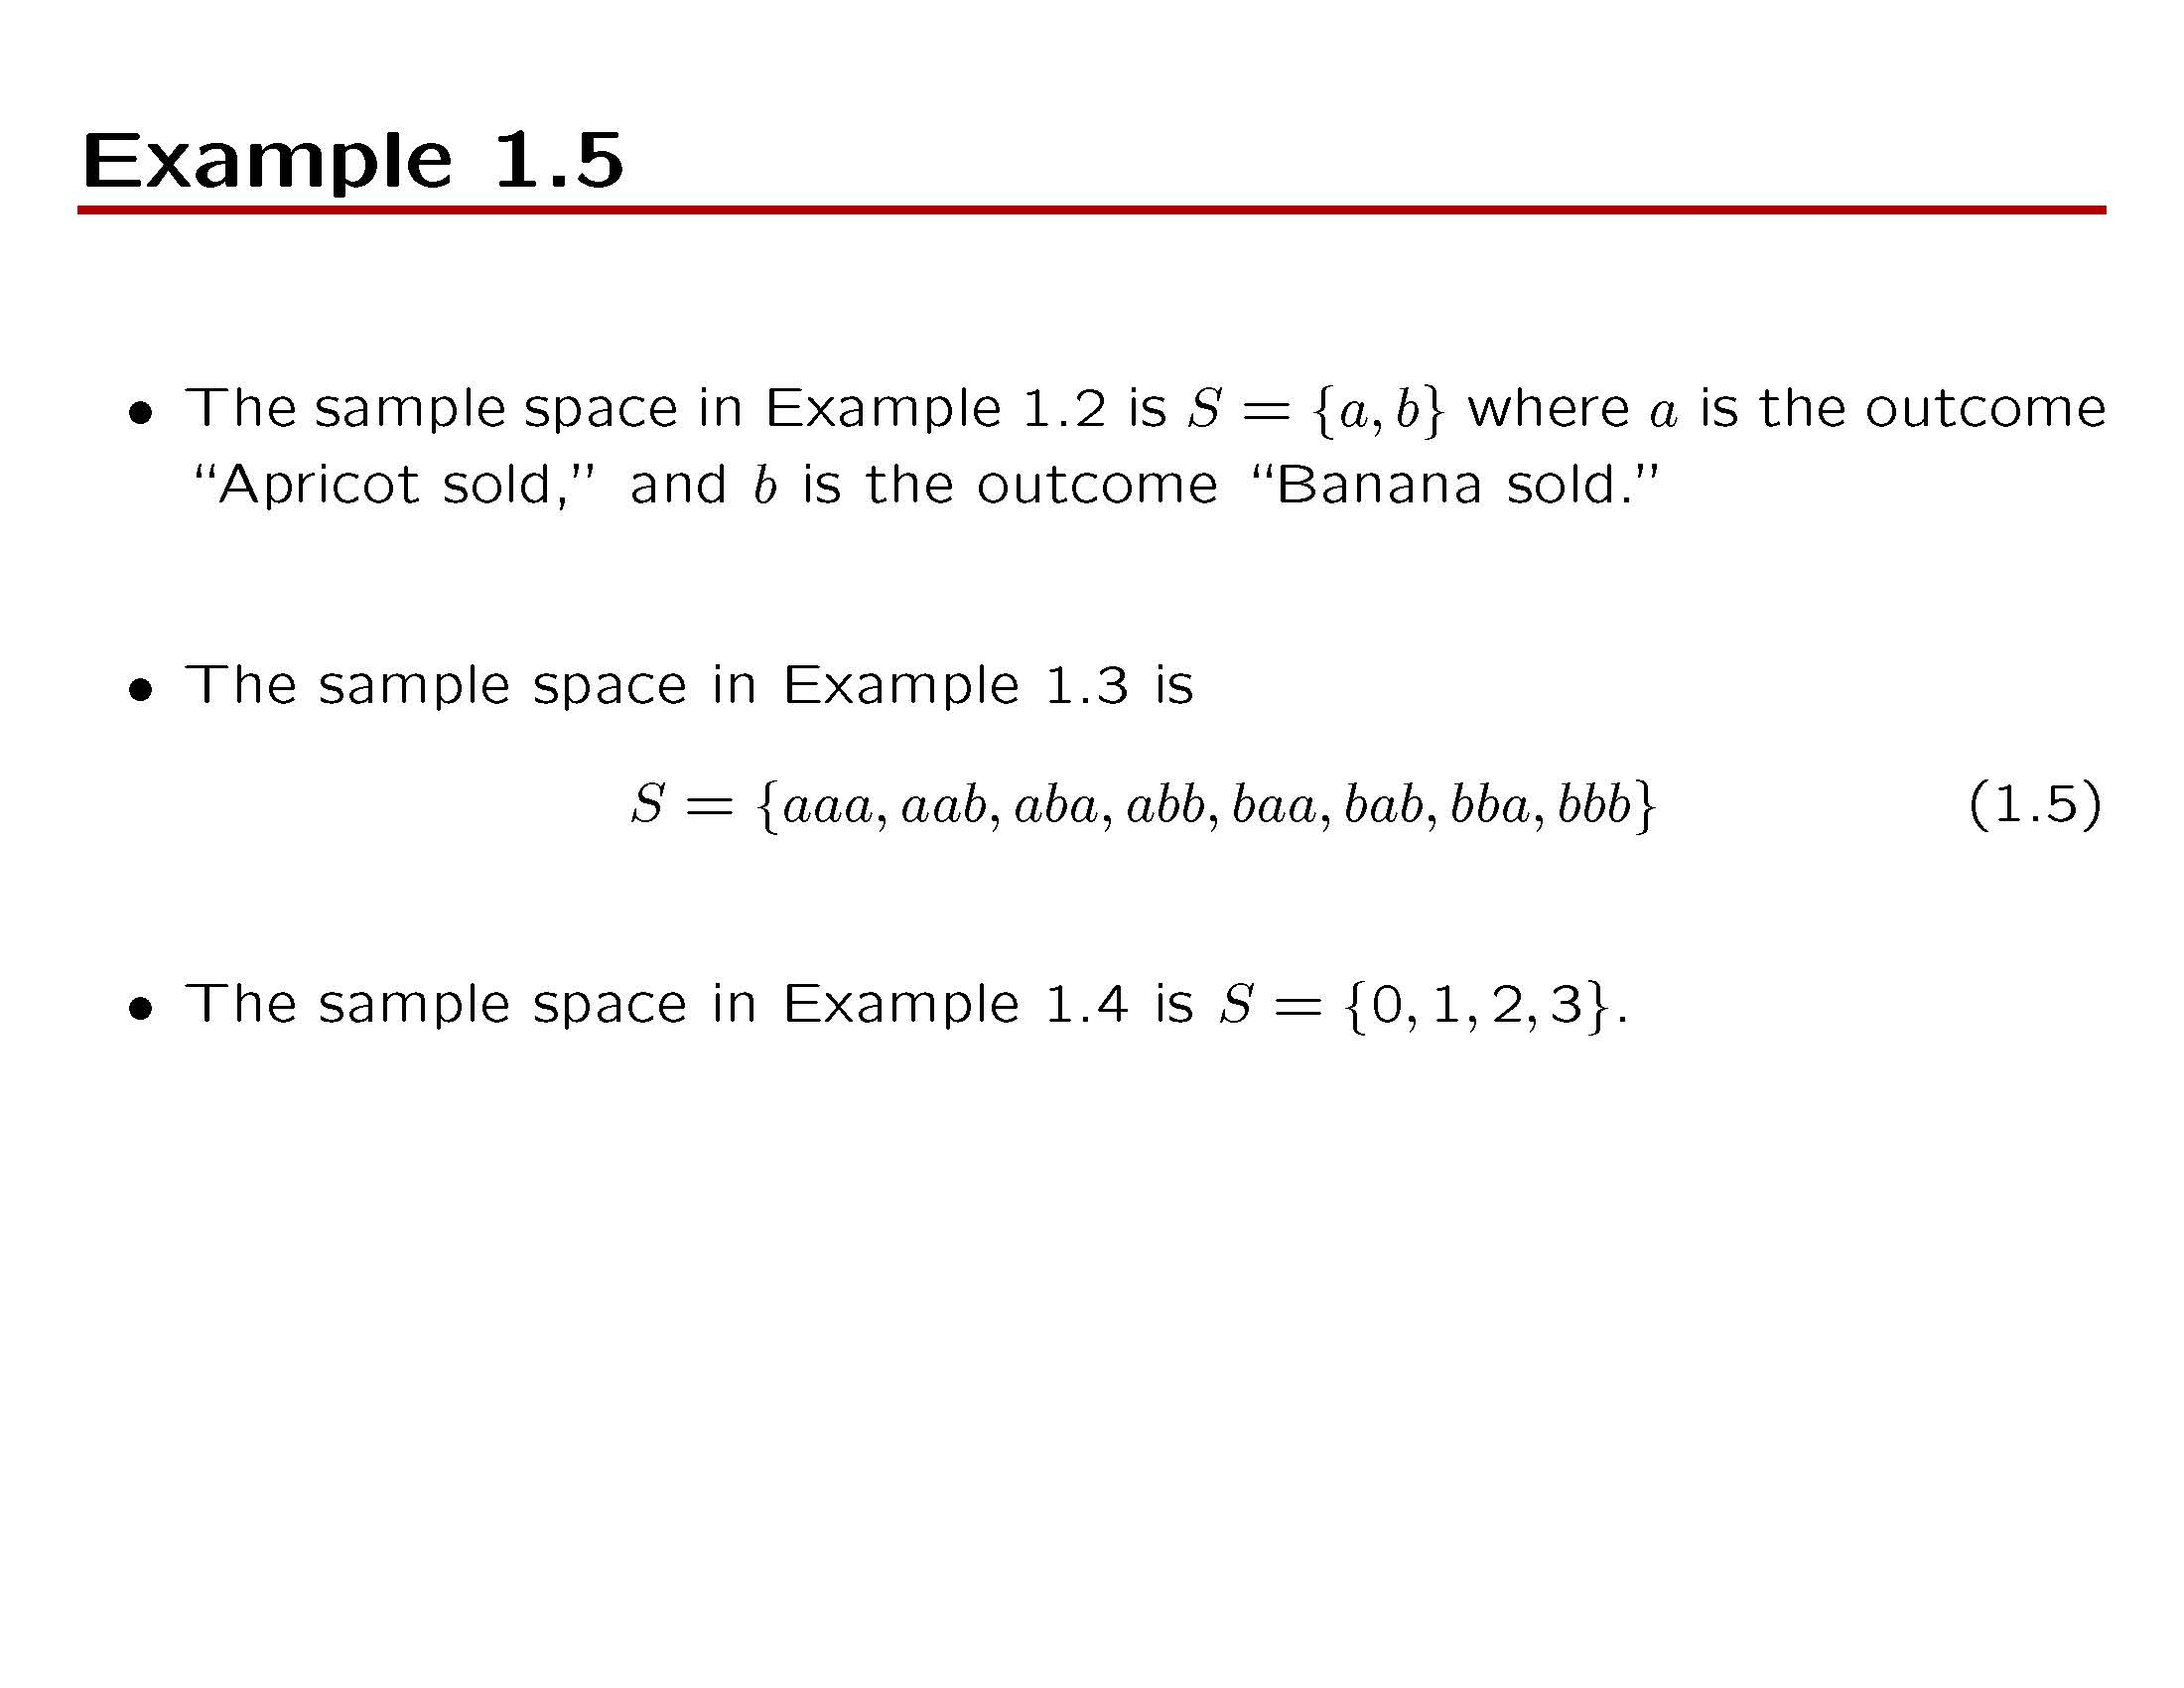 Example 1.5
• The sample space in Example 1.2 is S = {a, b} where a is the outcome
“Apricot sold,” and b is the outcome “Banana sold.”
• The sample space in Example 1.3 is
S = {aaa, aab, aba, abb, baa, bab, bba, bbb} (1.5)
• The sample space in Example 1.4 is S = {0, 1, 2, 3}.